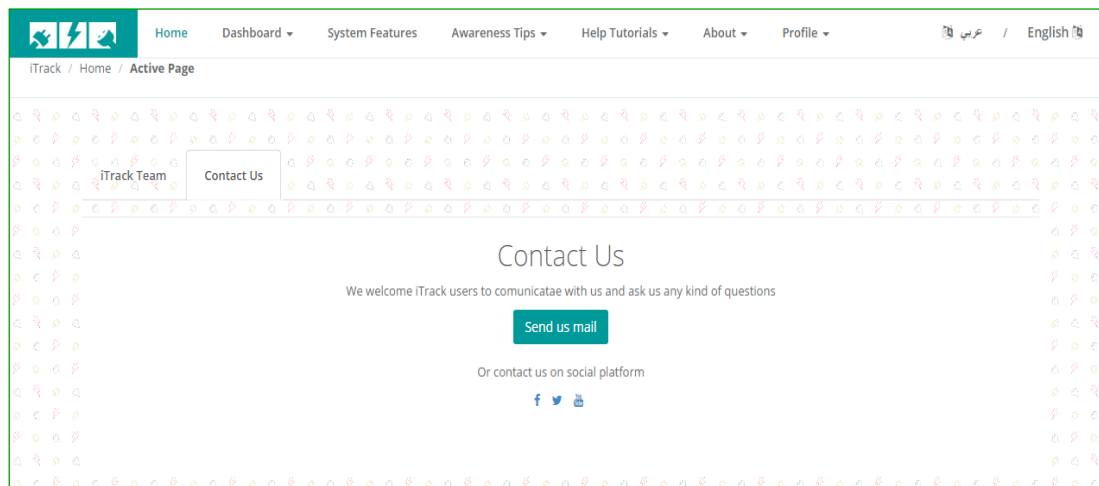 Home Dashboard System Features Awareness Tips Help Tutorials About Profile عربي / English
iTrack / Home / Active Page
iTrack Team Contact Us
Contact Us
We welcome iTrack users to comunicatae with us and ask us any kind of questions
Send us mail
Or contact us on social platform